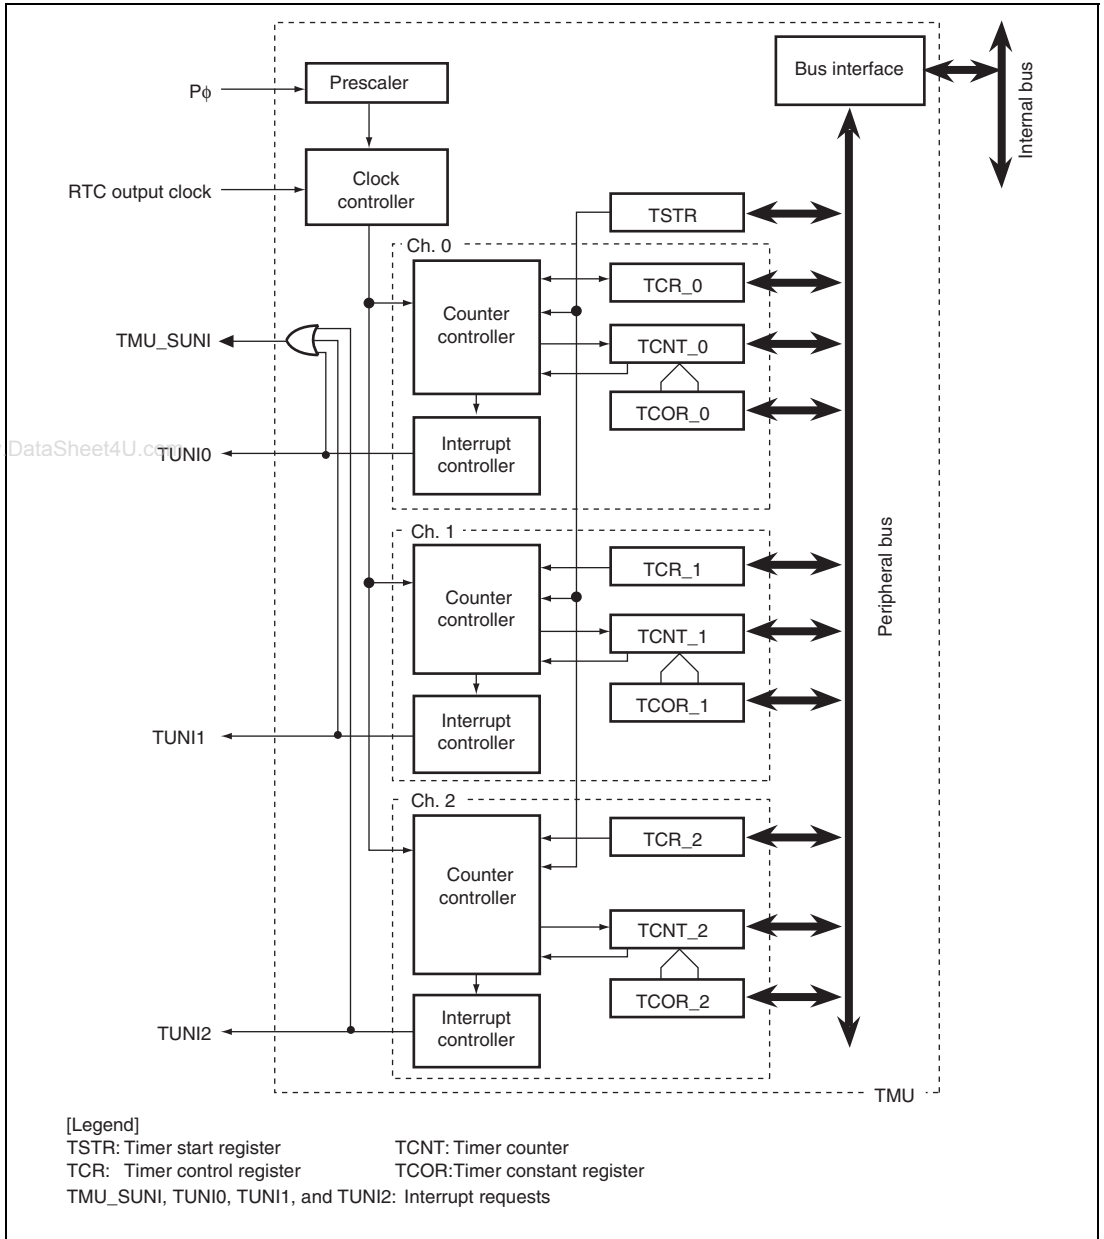 Pϕ
Prescaler
Bus interface
Internal bus
RTC output clock
Clock
controller
TSTR
Ch. 0
Counter
controller
TCR_0
TMU_SUNI
TCNT_0
TCOR_0
DataSheet4U.com
TUNI0
Interrupt
controller
Ch. 1
Counter
controller
TCR_1
Peripheral bus
TCNT_1
TCOR_1
TUNI1
Interrupt
controller
Ch. 2
Counter
controller
TCR_2
TCNT_2
TCOR_2
TUNI2
Interrupt
controller
TMU
[Legend]
TSTR: Timer start register TCNT: Timer counter
TCR: Timer control register TCOR:Timer constant register
TMU_SUNI, TUNI0, TUNI1, and TUNI2: Interrupt requests